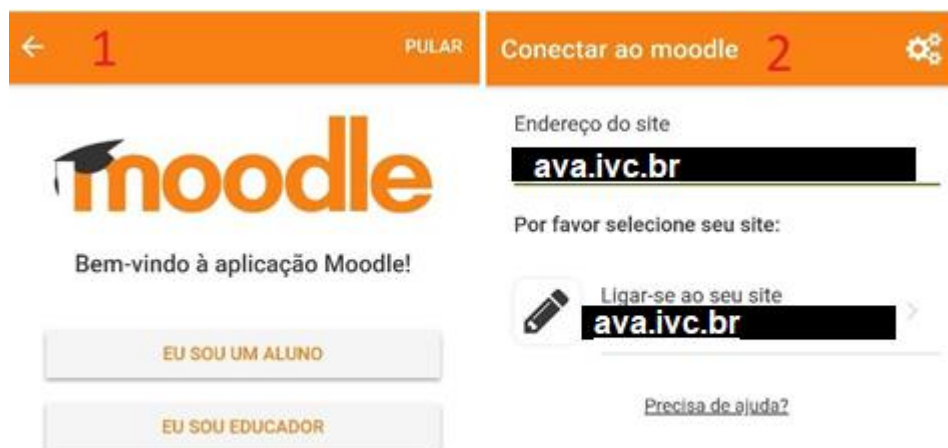 1
PULAR
moodle
Bem-vindo à aplicação Moodle!
EU SOU UM ALUNO
EU SOU EDUCADOR
Conectar ao moodle 2
Endereço do site
ava.ivc.br
Por favor selecione seu site:
Ligar-se ao seu site
ava.ivc.br
Precisa de ajuda?